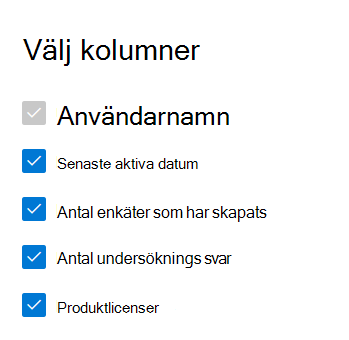 Välj kolumner
Användarnamn
Senaste aktiva datum
Antal enkäter som har skapats
Antal undersöknings svar
Produktlicenser